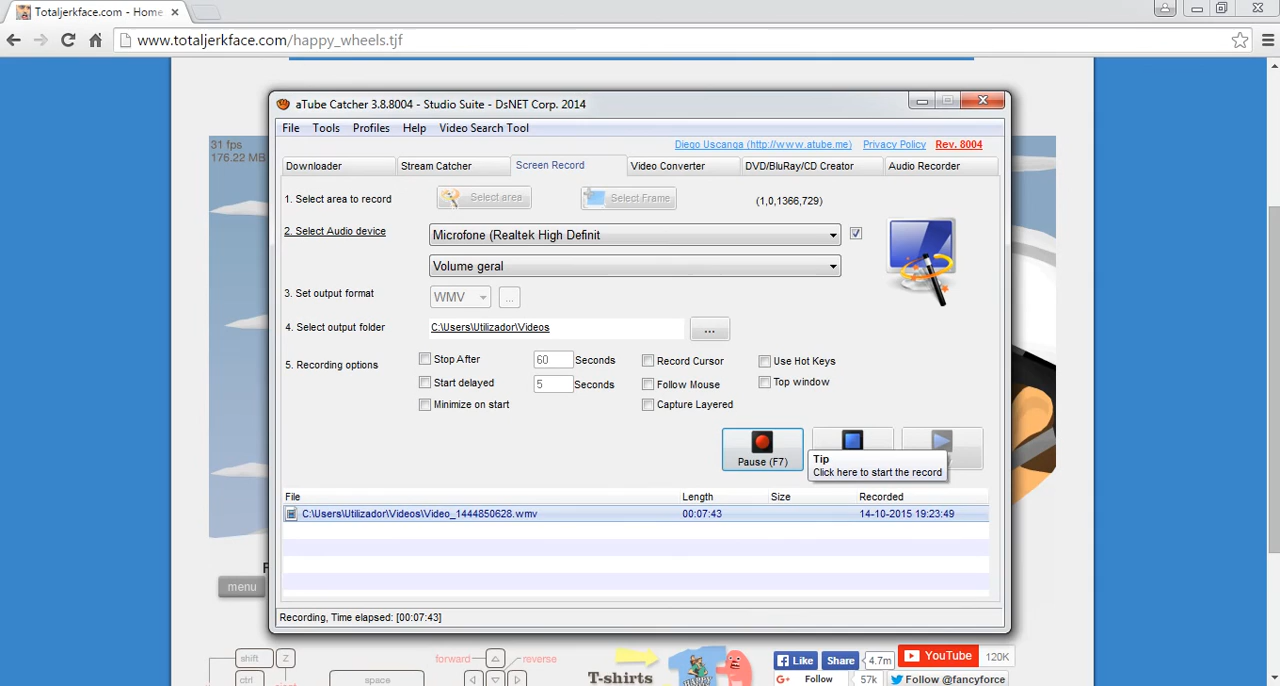 Totaljerkface.com - Home
www.totaljerkface.com/happy_wheels.tjf
31 fps
176.22 MB
aTube Catcher 3.8.8004 - Studio Suite - DsNET Corp. 2014
File Tools Profiles Help Video Search Tool
Diego Uscanga (http://www.atube.me) Privacy Policy Rev. 8004
Downloader Stream Catcher Screen Record Video Converter DVD/BluRay/CD Creator Audio Recorder
1. Select area to record Select area Select Frame (1,0,1366,729)
2. Select Audio device Microfone (Realtek High Definit
Volume geral
3. Set output format WMV ...
4. Select output folder C:\Users\Utilizador\Videos ...
5. Recording options
Stop After 60 Seconds Record Cursor Use Hot Keys
Start delayed 5 Seconds Follow Mouse Top window
Minimize on start Capture Layered
Pause (F7)
Tip
Click here to start the record
File Length Size Recorded
C:\Users\Utilizador\Videos\Video_1444850628.wmv 00:07:43 14-10-2015 19:23:49
menu
Recording, Time elapsed: [00:07:43]
shift Z forward reverse
ctrl space
T-shirts
Like Share 4.7m YouTube 120K
G+ Follow 57k Follow @fancyforce